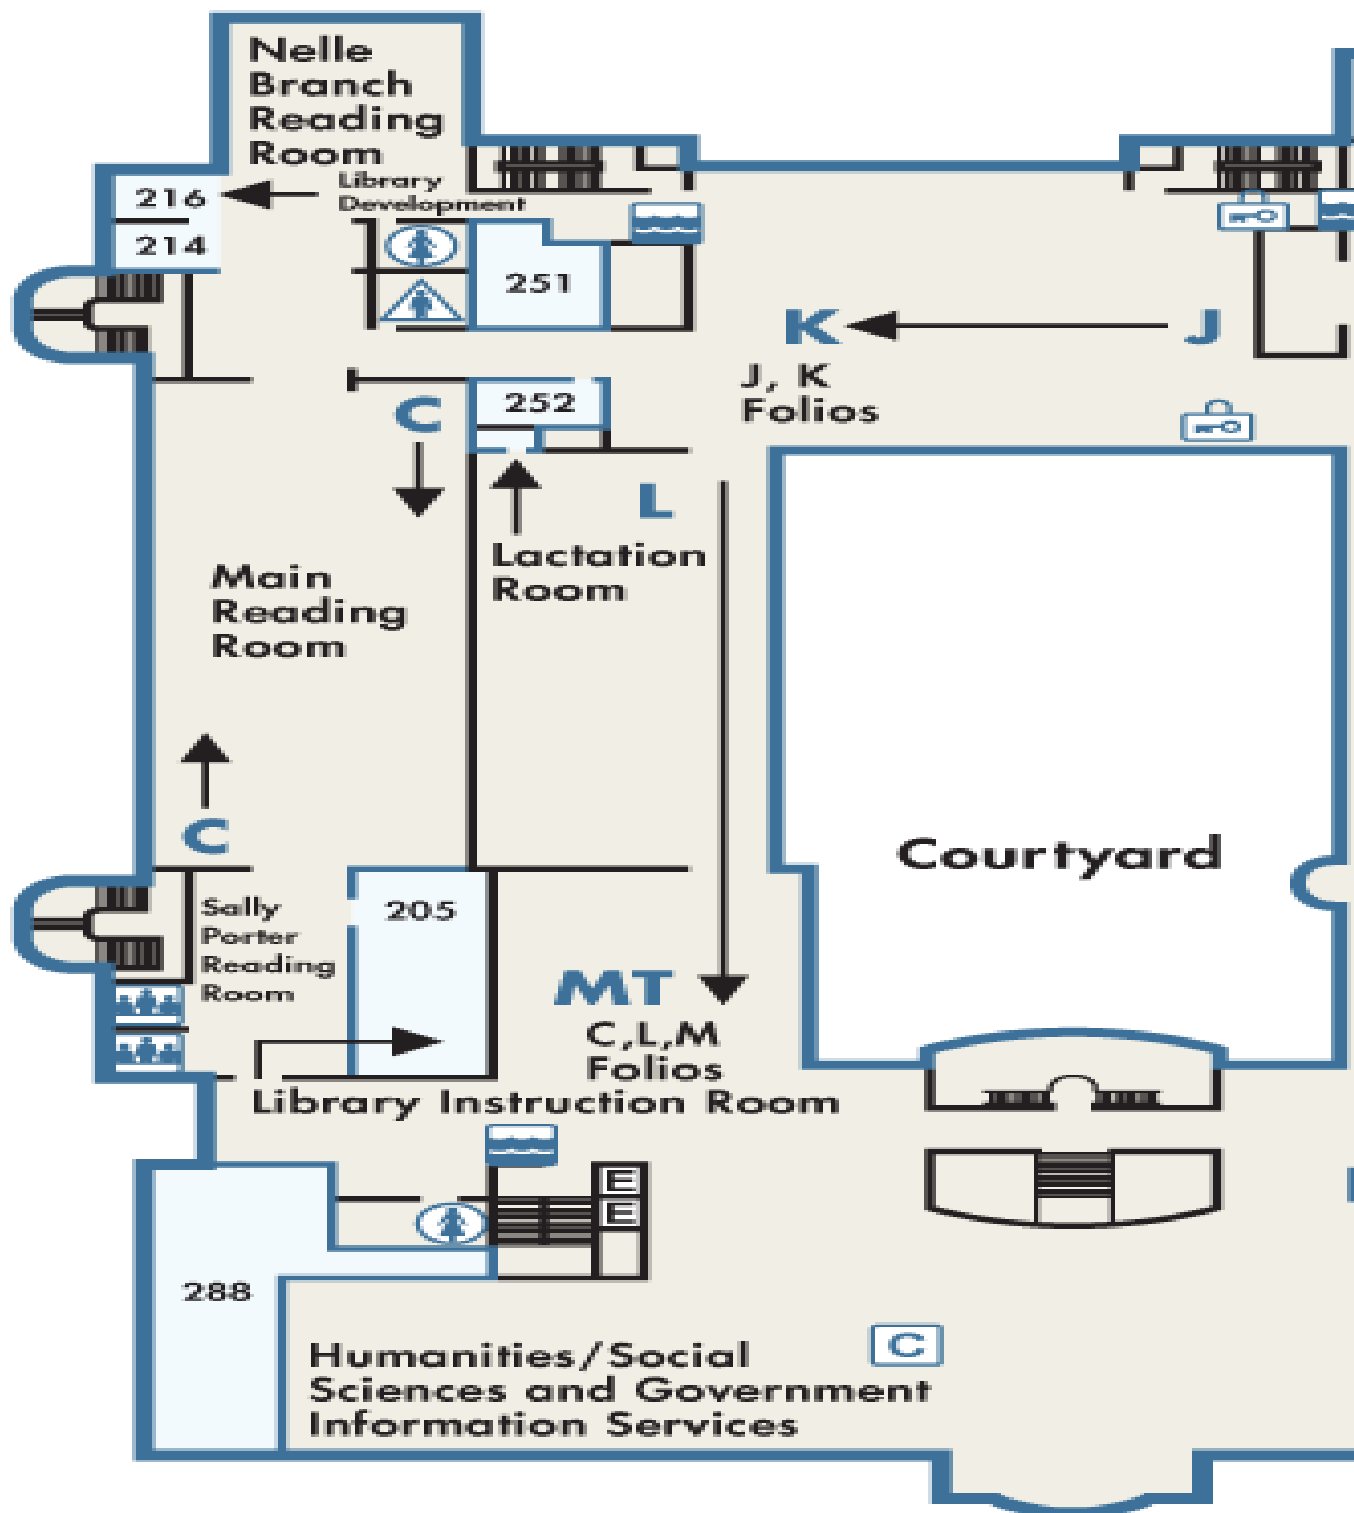 Nelle
Branch
Reading
Room
Library
Development
216
214
251
K
J
J, K
Folios
C
252
L
Lactation
Room
Main
Reading
Room
C
Courtyard
Sally
Porter
Reading
Room
205
MT
C,L,M
Folios
Library Instruction Room
E
E
288
C
Humanities/Social
Sciences and Government
Information Services